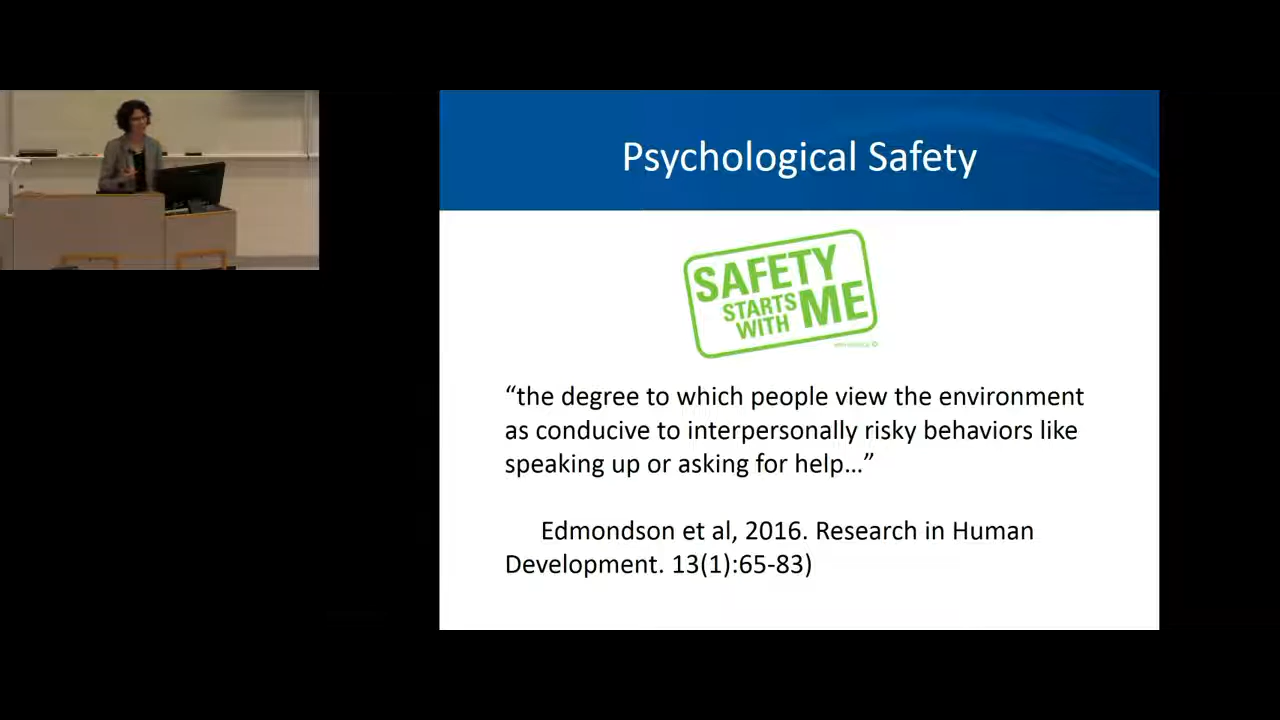 Psychological Safety
SAFETY
STARTS
WITH ME
“the degree to which people view the environment
as conducive to interpersonally risky behaviors like
speaking up or asking for help…”
Edmondson et al, 2016. Research in Human
Development. 13(1):65-83)